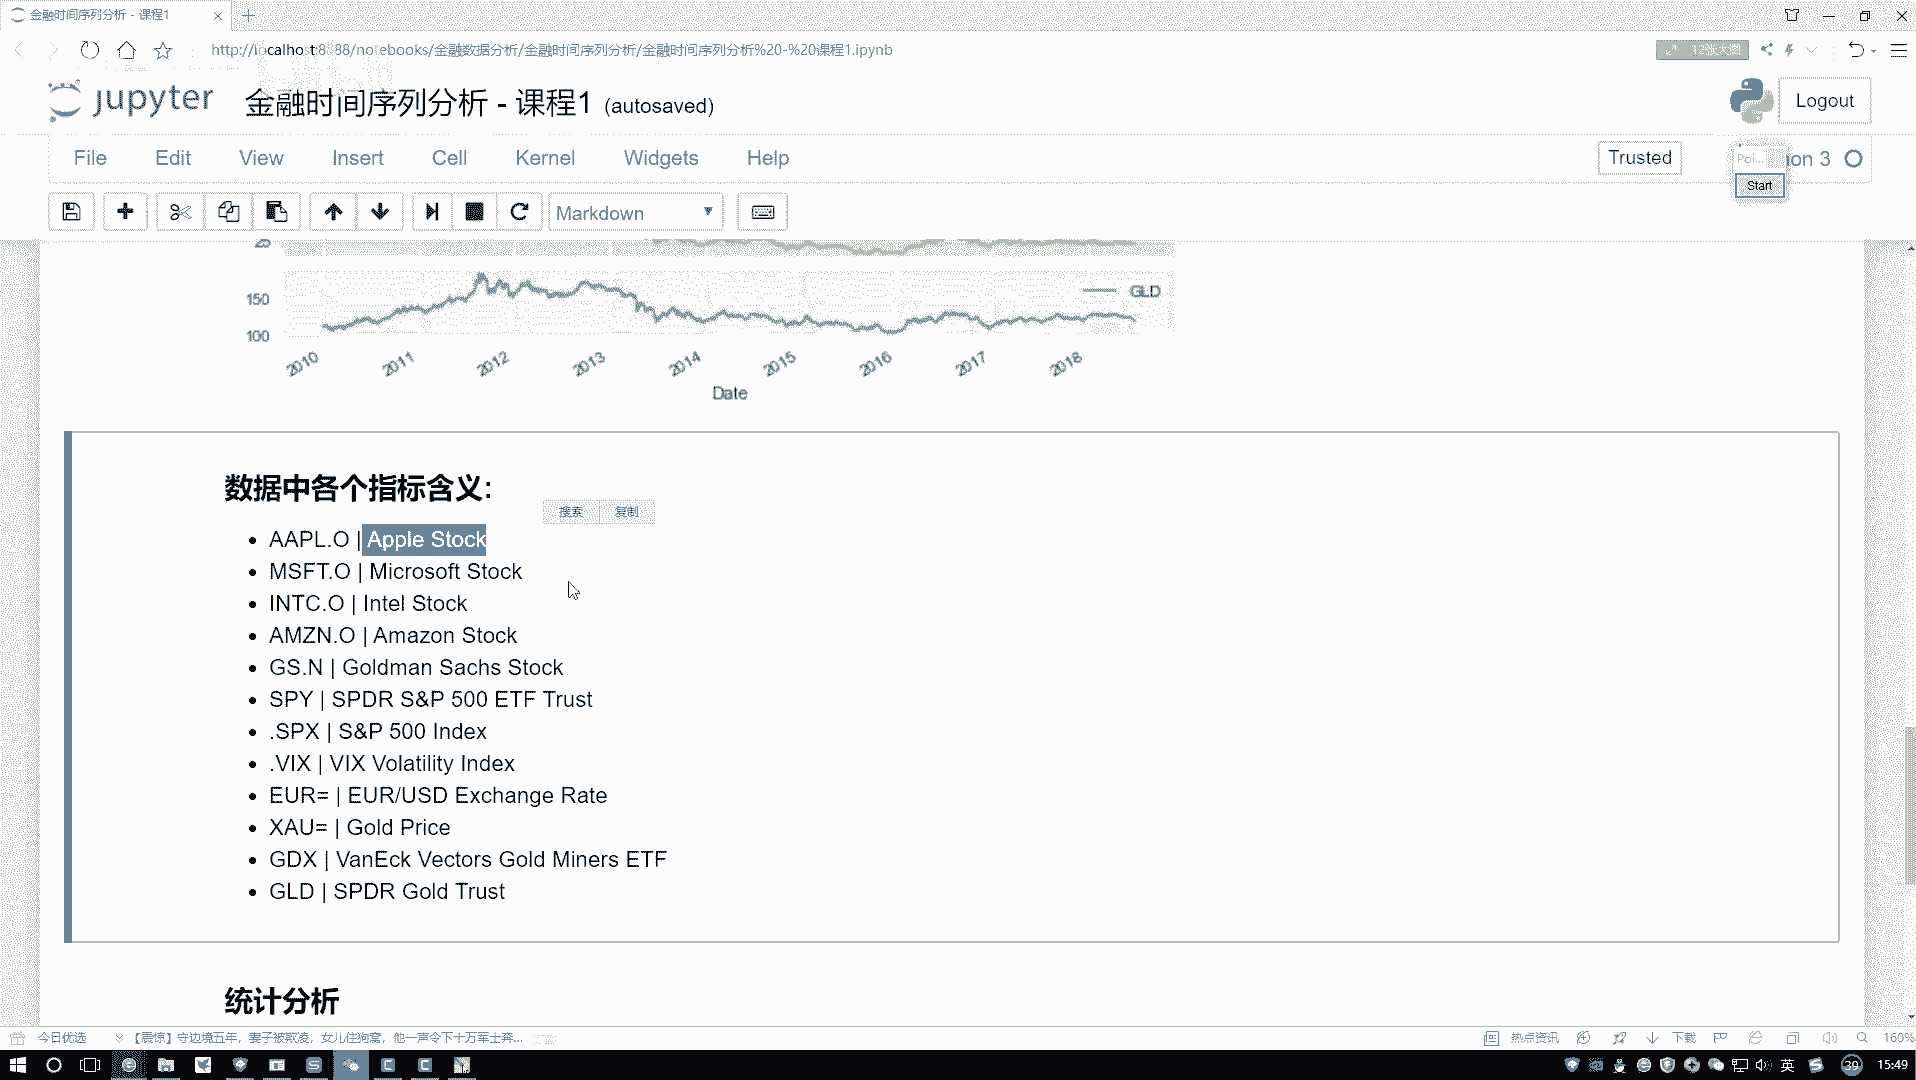 金融时间序列分析 - 课程1
http://localhost:8888/notebooks/金融数据分析/金融时间序列分析/金融时间序列分析%20-%20课程1.ipynb
12张大图
jupyter
金融时间序列分析 - 课程1 (autosaved)
Logout
File Edit View Insert Cell Kernel Widgets Help
Trusted
Poi...
on 3
Start
Markdown
25
150
GLD
100
2010 2011 2012 2013 2014 2015 2016 2017 2018
Date
数据中各个指标含义:
搜索 复制
AAPL.O | Apple Stock
MSFT.O | Microsoft Stock
INTC.O | Intel Stock
AMZN.O | Amazon Stock
GS.N | Goldman Sachs Stock
SPY | SPDR S&P 500 ETF Trust
.SPX | S&P 500 Index
.VIX | VIX Volatility Index
EUR= | EUR/USD Exchange Rate
XAU= | Gold Price
GDX | VanEck Vectors Gold Miners ETF
GLD | SPDR Gold Trust
统计分析
今日优选
【震惊】守边境五年，妻子被欺凌，女儿住狗窝，他一声令下十万军士奔...
热点资讯
下载
160%
英
39
15:49